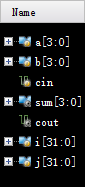 Name
a[3:0]
b[3:0]
cin
sum[3:0]
cout
i[31:0]
j[31:0]